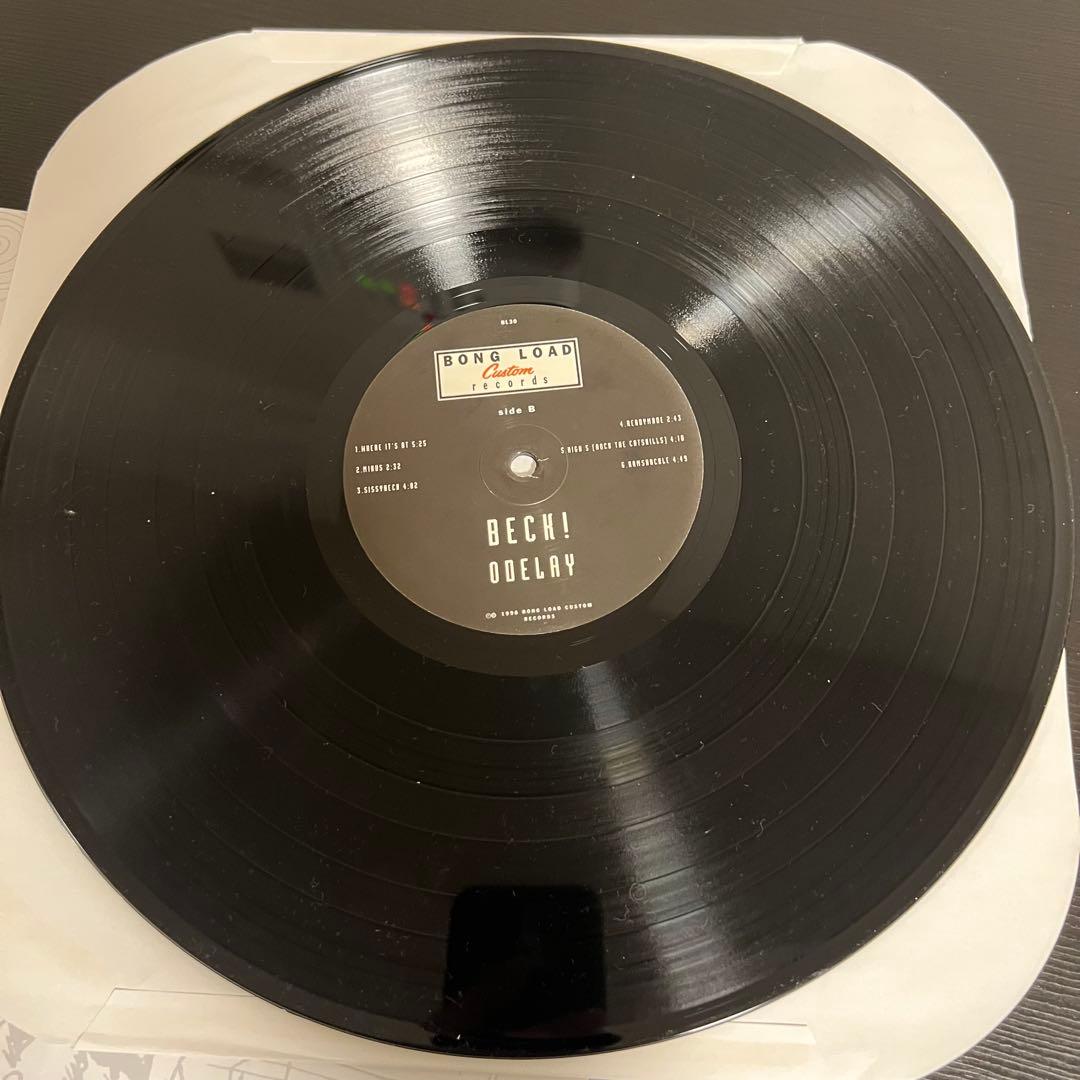 BL30
BONG LOAD
Custom
records
side B
1.WHERE IT'S AT 5:25
2.MINUS 2:32
3.SISSYNECK 4:02
4.READYMADE 2:43
5.HIGH 5 (ROCK THE CATSKILLS) 4:10
6.RAMSHACKLE 4:49
BECK!
ODELAY
℗© 1996 BONG LOAD CUSTOM
RECORDS